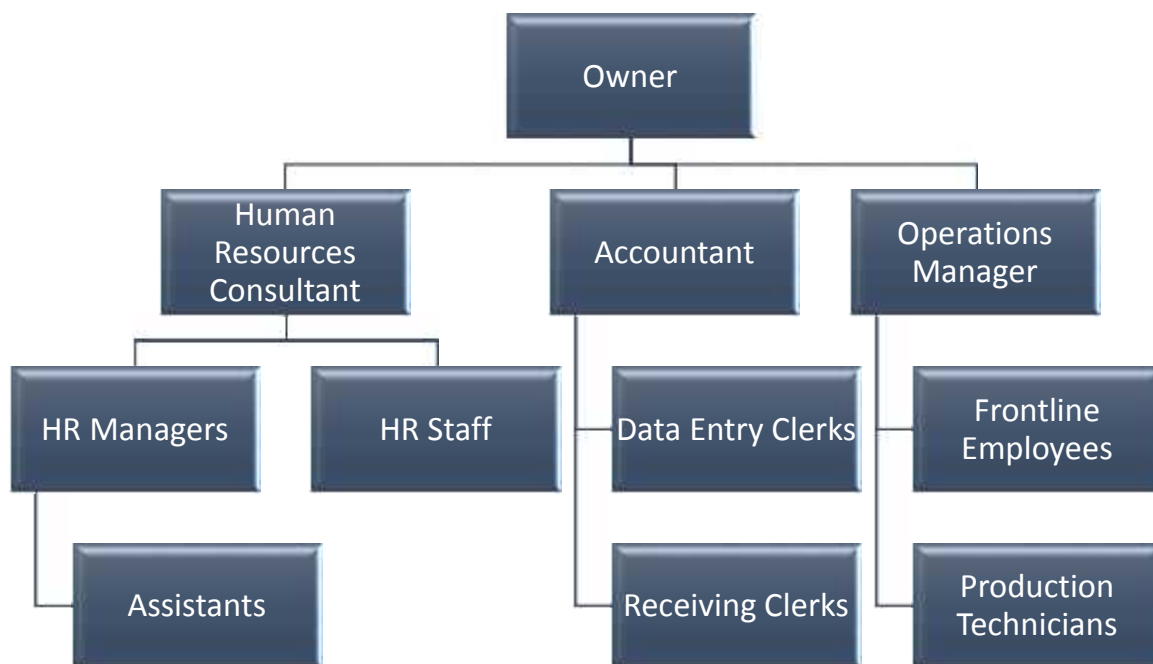 Owner
Human
Resources
Consultant
Accountant
Operations
Manager
HR Managers
HR Staff
Data Entry Clerks
Frontline
Employees
Assistants
Receiving Clerks
Production
Technicians